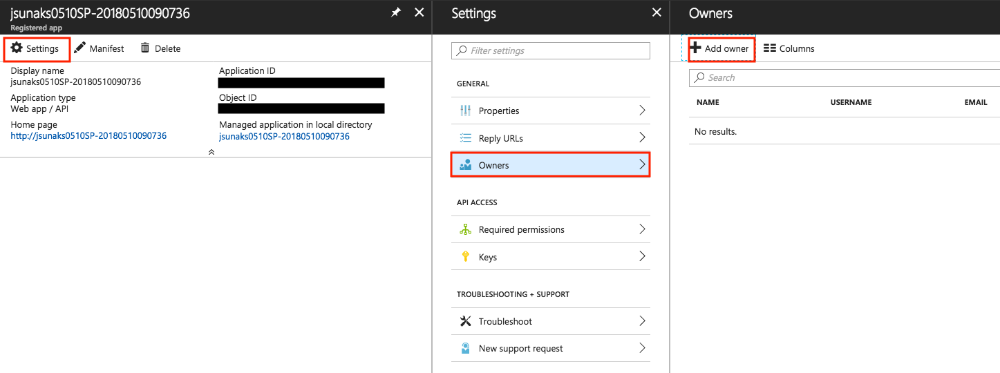 jsunaks0510SP-20180510090736
Registered app
Settings
Manifest
Delete
Display name
jsunaks0510SP-20180510090736
Application type
Web app / API
Home page
http://jsunaks0510SP-20180510090736
Application ID
Object ID
Managed application in local directory
jsunaks0510SP-20180510090736
Settings
Filter settings
GENERAL
Properties
Reply URLs
Owners
API ACCESS
Required permissions
Keys
TROUBLESHOOTING + SUPPORT
Troubleshoot
New support request
Owners
Add owner
Columns
Search
NAME USERNAME EMAIL
No results.